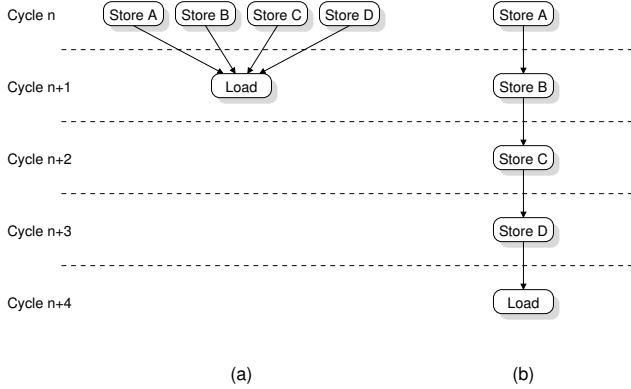 Cycle n Store A Store B Store C Store D Store A
Cycle n+1 Load Store B
Cycle n+2 Store C
Cycle n+3 Store D
Cycle n+4 Load
(a) (b)